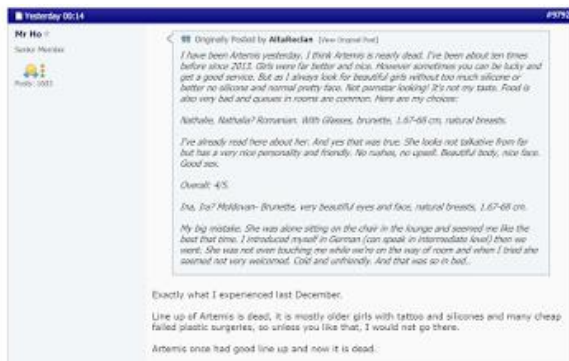 Yesterday 00:14 #9792
Mr Ho
Senior Member
Posts: 1603
Originally Posted by AltaReclan [View Original Post]
I have been Artemis yesterday. I think Artemis is nearly dead. I've been about ten times
before since 2013. Girls were far better and nice. However sometimes you can be lucky and
get a good service. But as I always look for beautiful girls without too much silicone or
better no silicone and normal pretty face. Not pornstar looking! It's not my taste. Food is
also very bad and queues in rooms are common. Here are my choices:
Nathalie, Nathalia? Romanian. With Glasses, brunette, 1.67-68 cm, natural breasts.
I've already read here about her. And yes that was true. She looks not talkative from far
but has a very nice personality and friendly. No rushes, no upsell. Beautiful body, nice face.
Good sex.
Overall: 4/5.
Ina, Ira? Moldovan- Brunette, very beautiful eyes and face, natural breasts, 1.67-68 cm.
My big mistake. She was alone sitting on the chair in the lounge and seemed me like the
best that time. I introduced myself in German (can speak in intermediate level) then we
went. She was not even touching me while we're on the way of room and when I tried she
seemed not very welcomed. Cold and unfriendly. And that was so in bed..
Exactly what I experienced last December.
Line up of Artemis is dead, it is mostly older girls with tattoo and silicones and many cheap
failed plastic surgeries, so unless you like that, I would not go there.
Artemis once had good line up and now it is dead.